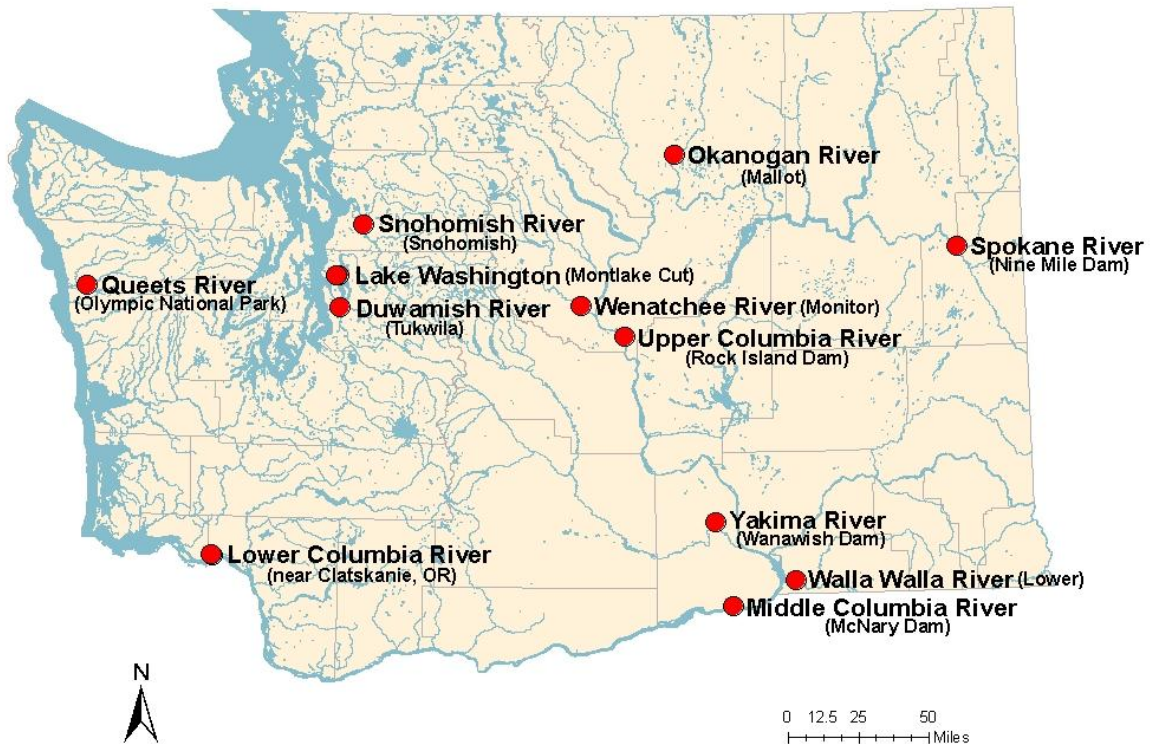 Okanogan River
(Mallot)
Snohomish River
(Snohomish)
Spokane River
(Nine Mile Dam)
Lake Washington (Montlake Cut)
Queets River
(Olympic National Park)
Duwamish River
(Tukwila)
Wenatchee River (Monitor)
Upper Columbia River
(Rock Island Dam)
Yakima River
(Wanawish Dam)
Lower Columbia River
(near Clatskanie, OR)
Walla Walla River (Lower)
Middle Columbia River
(McNary Dam)
N
0 12.5 25 50
Miles